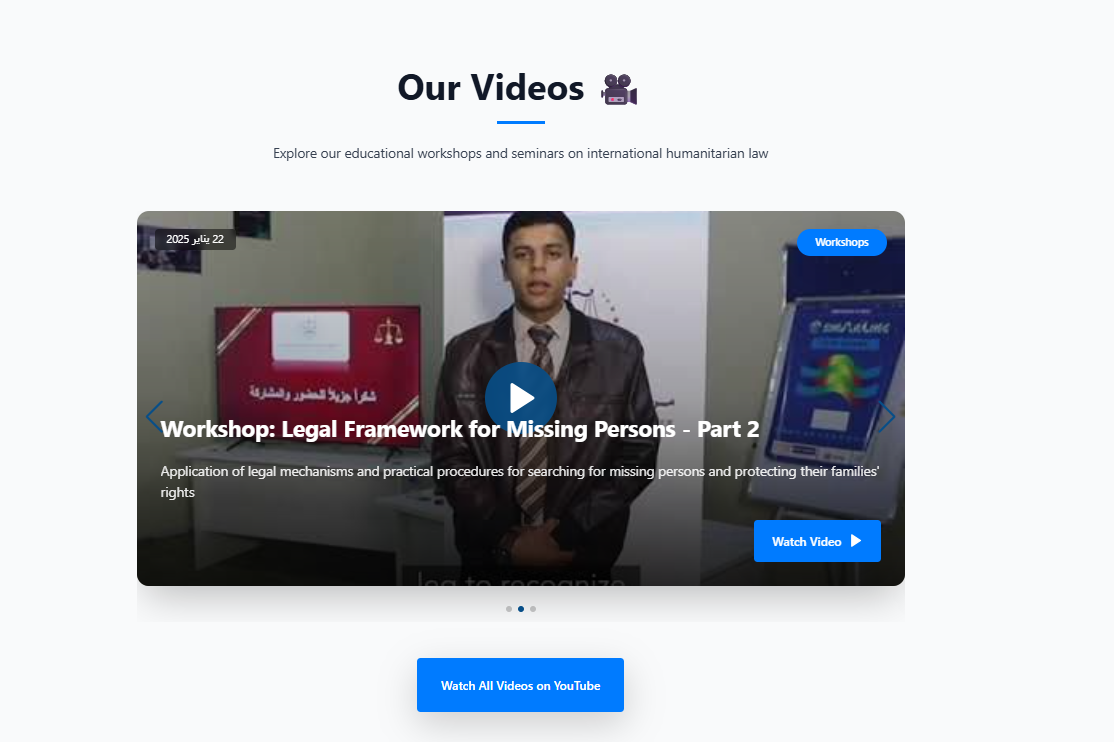 Our Videos
Explore our educational workshops and seminars on international humanitarian law
22 يناير 2025
Workshops
شكراً جزيلاً للحضور والمشاركة
Workshop: Legal Framework for Missing Persons - Part 2
Application of legal mechanisms and practical procedures for searching for missing persons and protecting their families'
rights
Watch Video
leg to recognize
Watch All Videos on YouTube